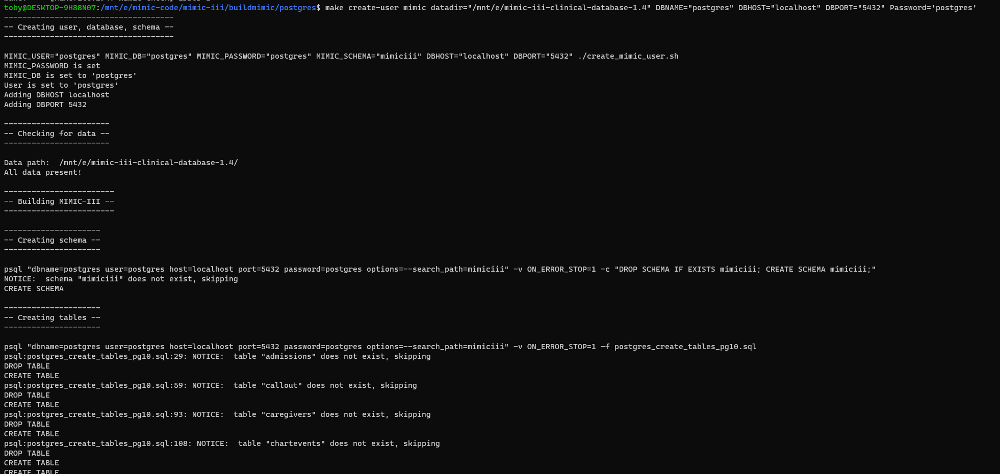 toby@DESKTOP-9H88N07:/mnt/e/mimic-code/mimic-iii/buildmimic/postgres$ make create-user mimic datadir="/mnt/e/mimic-iii-clinical-database-1.4" DBNAME="postgres" DBHOST="localhost" DBPORT="5432" Password='postgres'
-------------------------------------
-- Creating user, database, schema --
-------------------------------------

MIMIC_USER="postgres" MIMIC_DB="postgres" MIMIC_PASSWORD="postgres" MIMIC_SCHEMA="mimiciii" DBHOST="localhost" DBPORT="5432" ./create_mimic_user.sh
MIMIC_PASSWORD is set
MIMIC_DB is set to 'postgres'
User is set to 'postgres'
Adding DBHOST localhost
Adding DBPORT 5432

-----------------------
-- Checking for data --
-----------------------

Data path:  /mnt/e/mimic-iii-clinical-database-1.4/
All data present!

------------------------
-- Building MIMIC-III --
------------------------

---------------------
-- Creating schema --
---------------------

psql "dbname=postgres user=postgres host=localhost port=5432 password=postgres options=--search_path=mimiciii" -v ON_ERROR_STOP=1 -c "DROP SCHEMA IF EXISTS mimiciii; CREATE SCHEMA mimiciii;"
NOTICE:  schema "mimiciii" does not exist, skipping
CREATE SCHEMA

---------------------
-- Creating tables --
---------------------

psql "dbname=postgres user=postgres host=localhost port=5432 password=postgres options=--search_path=mimiciii" -v ON_ERROR_STOP=1 -f postgres_create_tables_pg10.sql
psql:postgres_create_tables_pg10.sql:29: NOTICE:  table "admissions" does not exist, skipping
DROP TABLE
CREATE TABLE
psql:postgres_create_tables_pg10.sql:59: NOTICE:  table "callout" does not exist, skipping
DROP TABLE
CREATE TABLE
psql:postgres_create_tables_pg10.sql:93: NOTICE:  table "caregivers" does not exist, skipping
DROP TABLE
CREATE TABLE
psql:postgres_create_tables_pg10.sql:108: NOTICE:  table "chartevents" does not exist, skipping
DROP TABLE
CREATE TABLE
CREATE TABLE